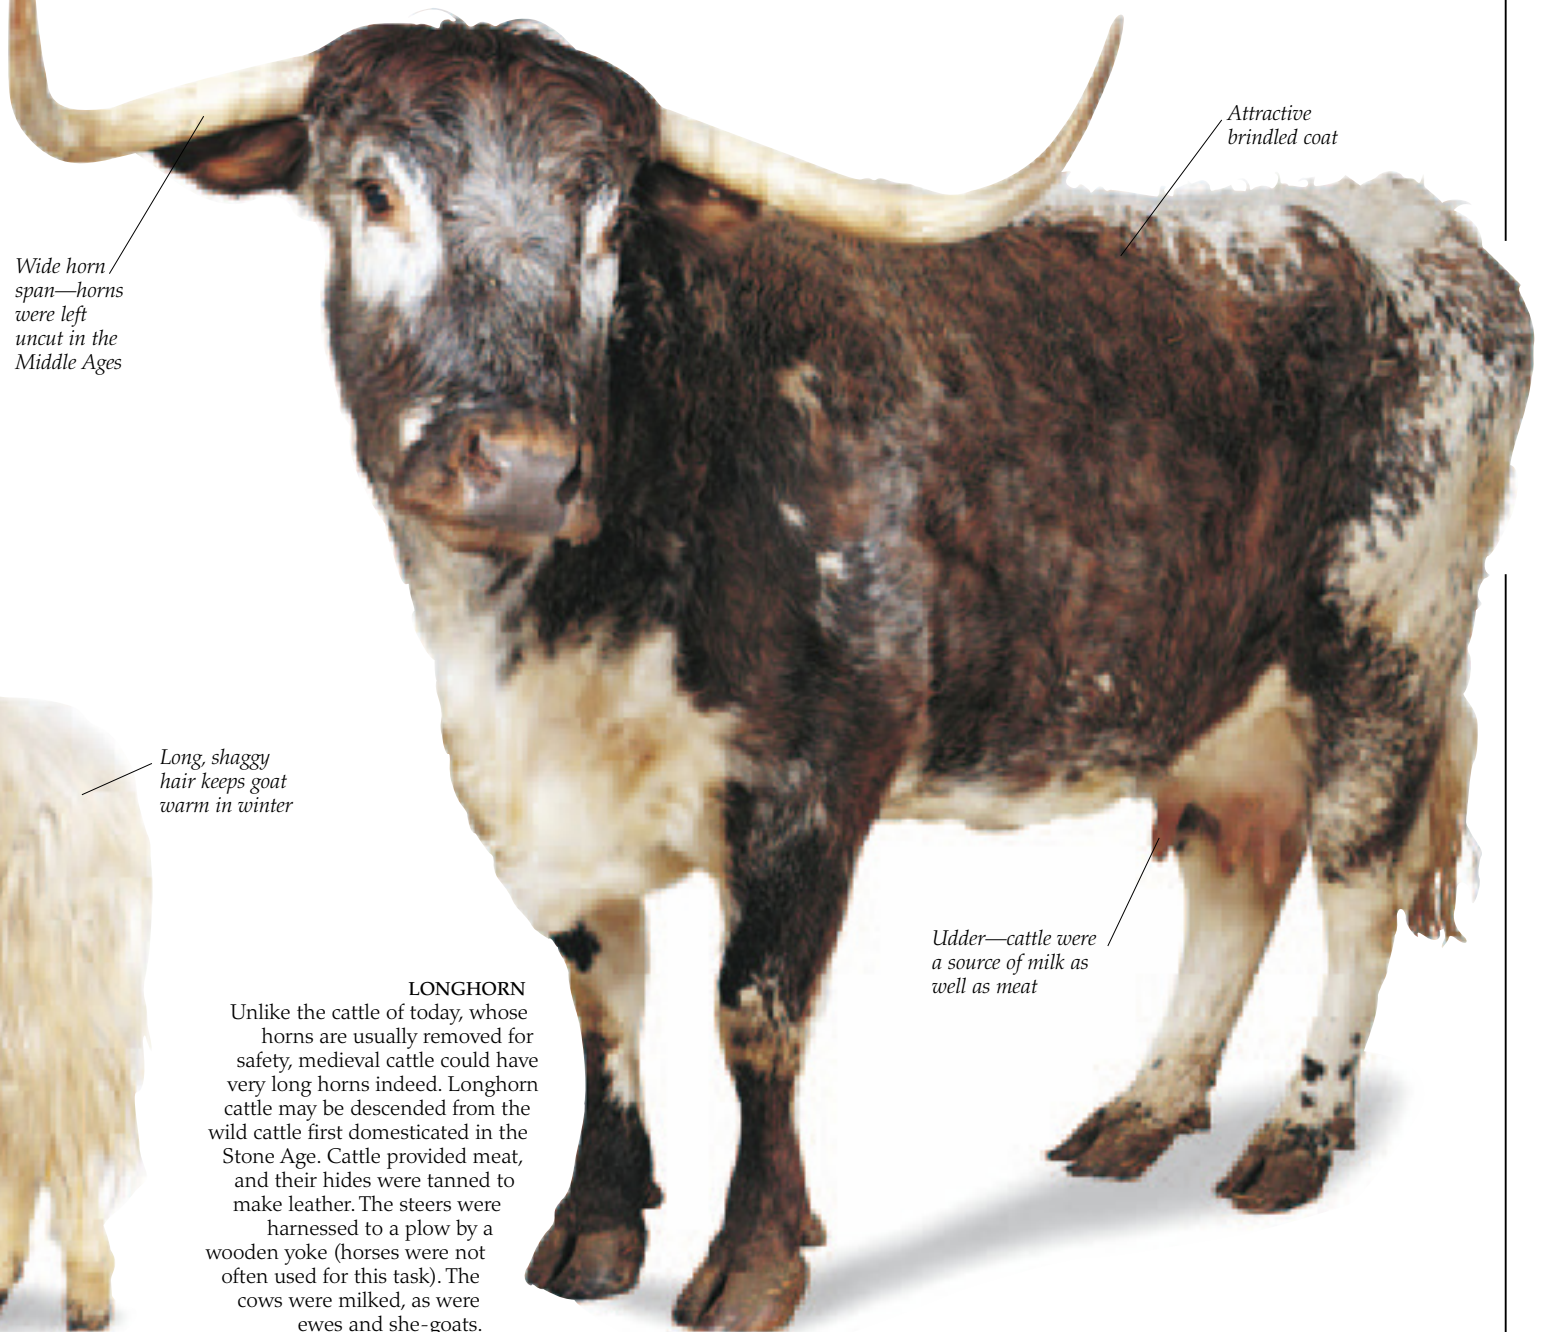 Attractive
brindled coat
Wide horn
span—horns
were left
uncut in the
Middle Ages
Long, shaggy
hair keeps goat
warm in winter
Udder—cattle were
a source of milk as
well as meat
LONGHORN
Unlike the cattle of today, whose
horns are usually removed for
safety, medieval cattle could have
very long horns indeed. Longhorn
cattle may be descended from the
wild cattle first domesticated in the
Stone Age. Cattle provided meat,
and their hides were tanned to
make leather. The steers were
harnessed to a plow by a
wooden yoke (horses were not
often used for this task). The
cows were milked, as were
ewes and she-goats.